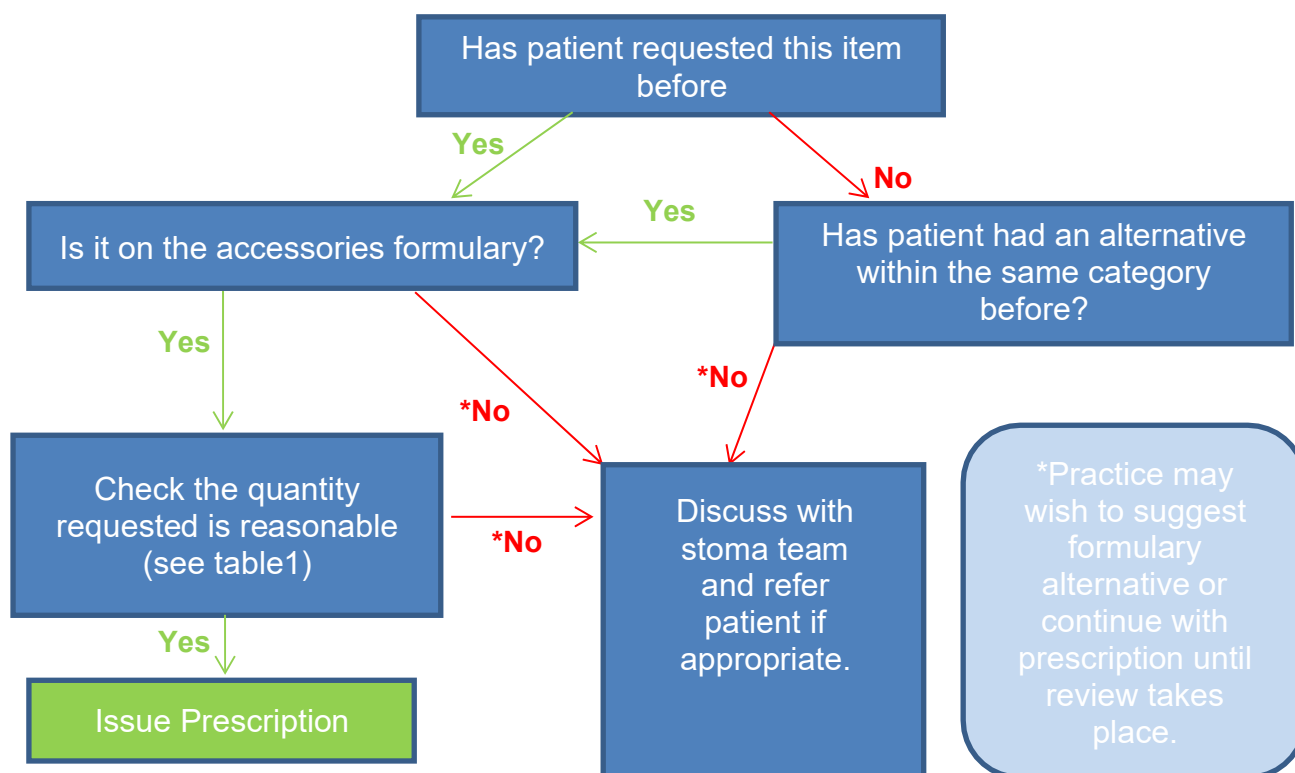 Has patient requested this item
before
Yes
No
Is it on the accessories formulary?
Yes
Has patient had an alternative
within the same category
before?
Yes
*No
*No
Check the quantity
requested is reasonable
(see table1)
*No
Discuss with
stoma team
and refer
patient if
appropriate.
*Practice may
wish to suggest
formulary
alternative or
continue with
prescription until
review takes
place.
Yes
Issue Prescription